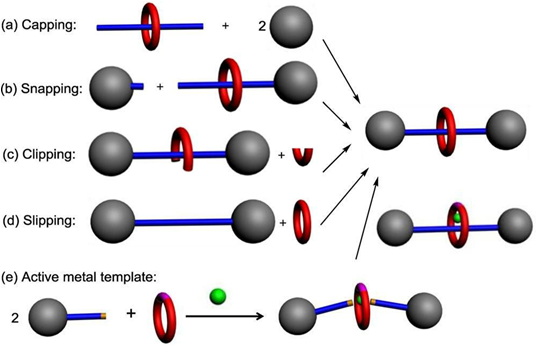 (a) Capping:
+
2
(b) Snapping:
+
(c) Clipping:
+
(d) Slipping:
+
(e) Active metal template:
2
+